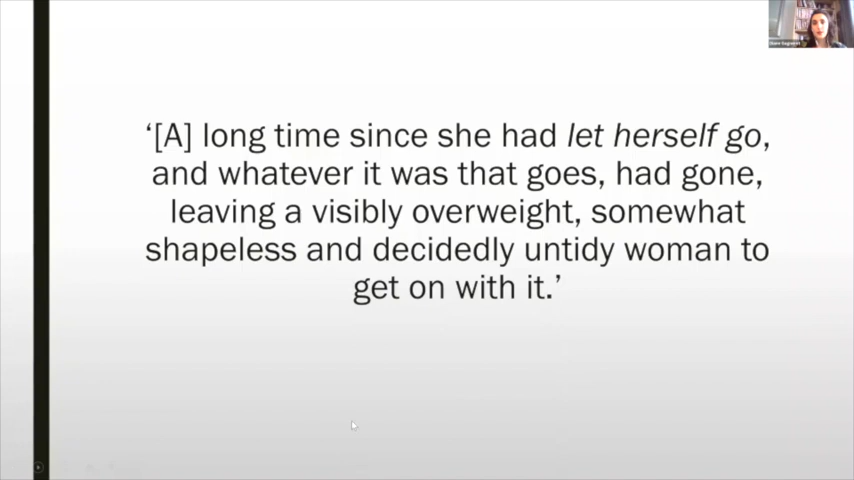 ‘[A] long time since she had let herself go,
and whatever it was that goes, had gone,
leaving a visibly overweight, somewhat
shapeless and decidedly untidy woman to
get on with it.’